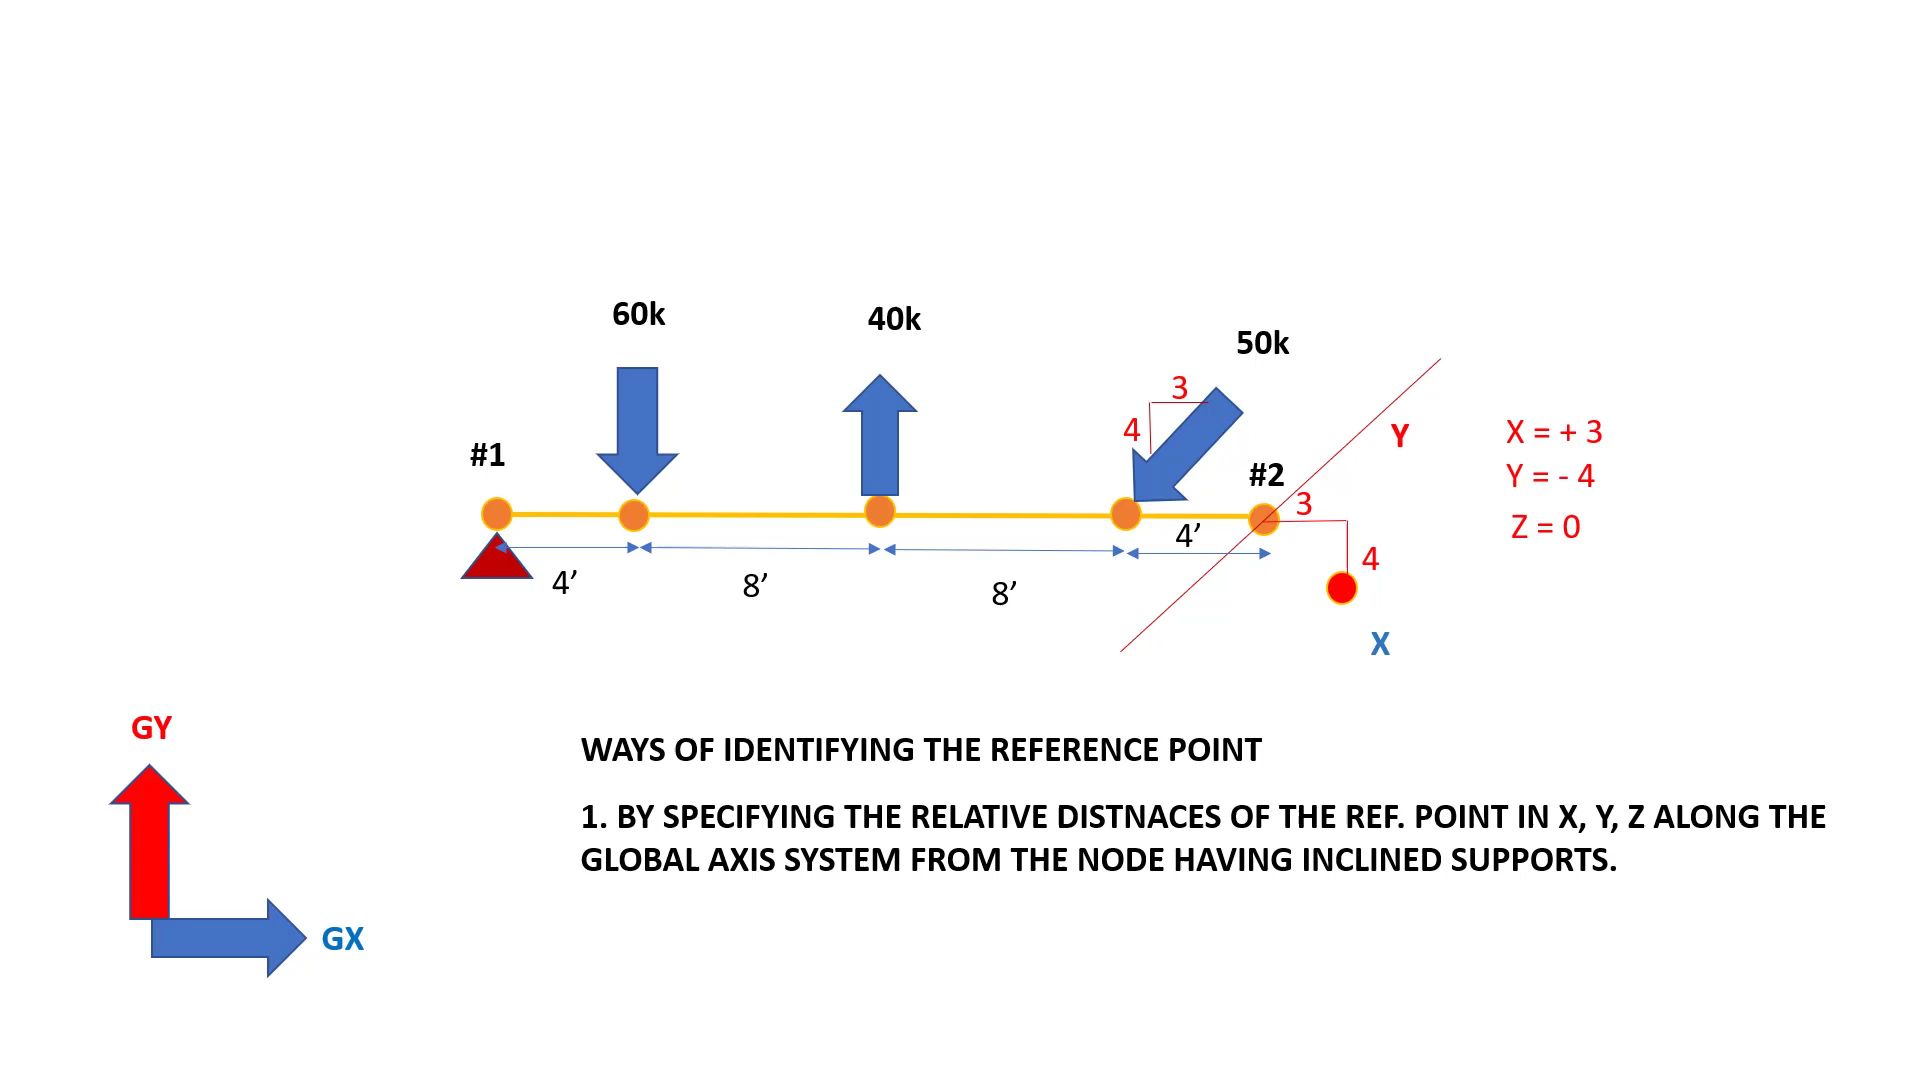 60k
40k
50k
3
4
Y
X = + 3
#1
#2
Y = - 4
3
Z = 0
4’
4
4’
8’
8’
X
GY
WAYS OF IDENTIFYING THE REFERENCE POINT
1. BY SPECIFYING THE RELATIVE DISTNACES OF THE REF. POINT IN X, Y, Z ALONG THE
GLOBAL AXIS SYSTEM FROM THE NODE HAVING INCLINED SUPPORTS.
GX